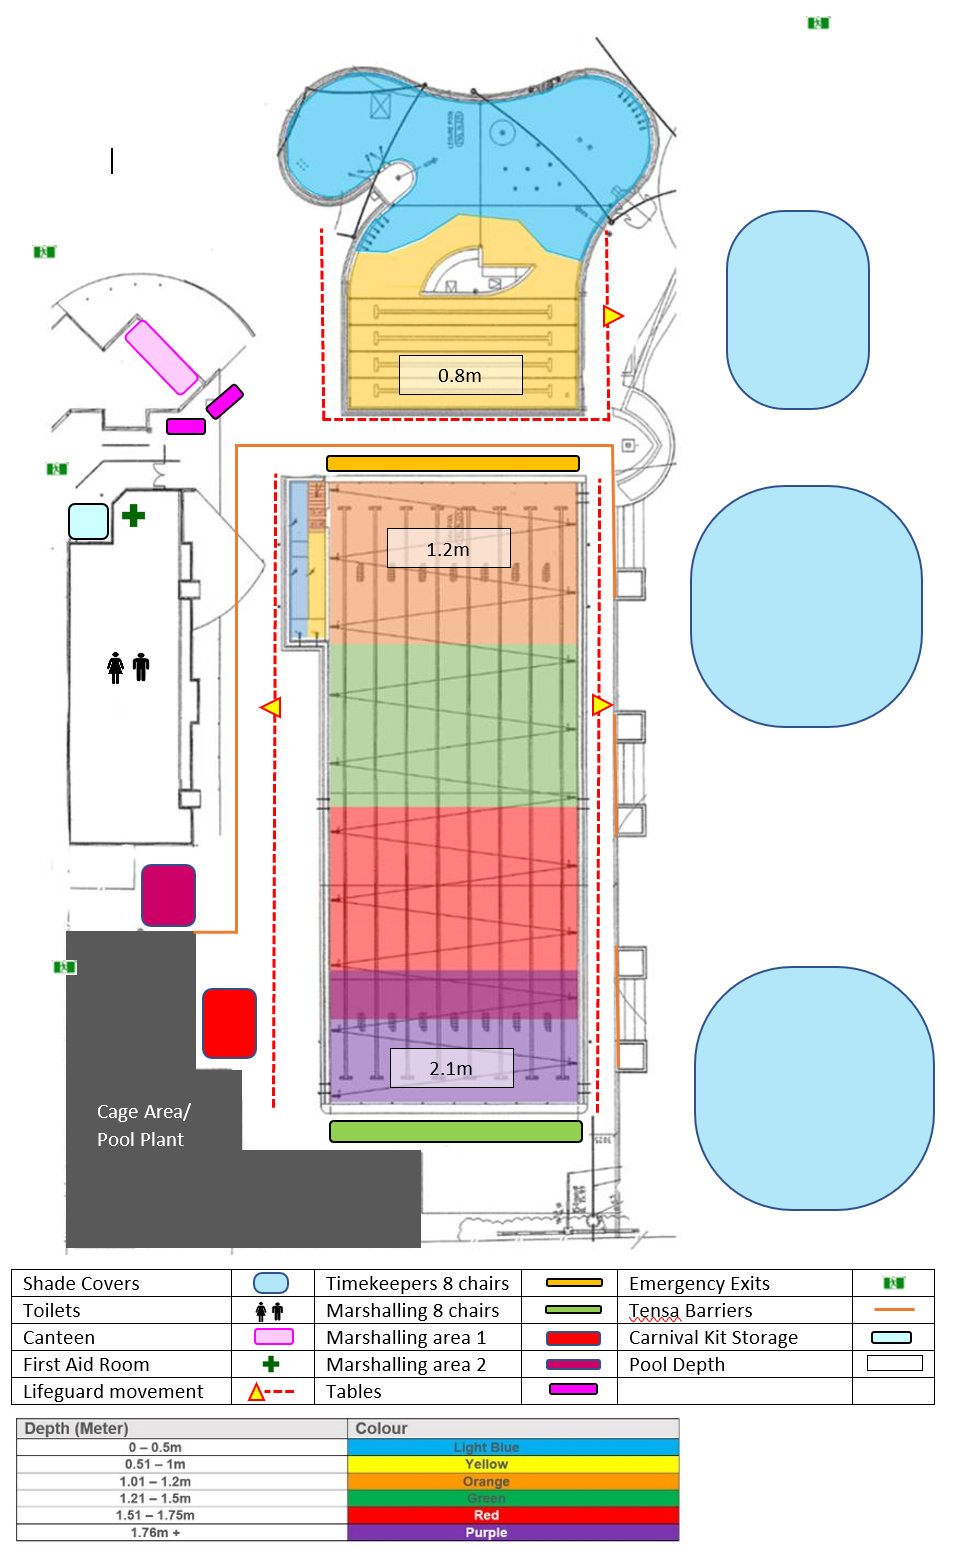 0.8m
1.2m
2.1m
Cage Area/
Pool Plant
Shade Covers Timekeepers 8 chairs Emergency Exits
Toilets Marshalling 8 chairs Tensa Barriers
Canteen Marshalling area 1 Carnival Kit Storage
First Aid Room Marshalling area 2 Pool Depth
Lifeguard movement Tables
Depth (Meter) Colour
0 – 0.5m Light Blue
0.51 – 1m Yellow
1.01 – 1.2m Orange
1.21 – 1.5m Green
1.51 – 1.75m Red
1.76m + Purple